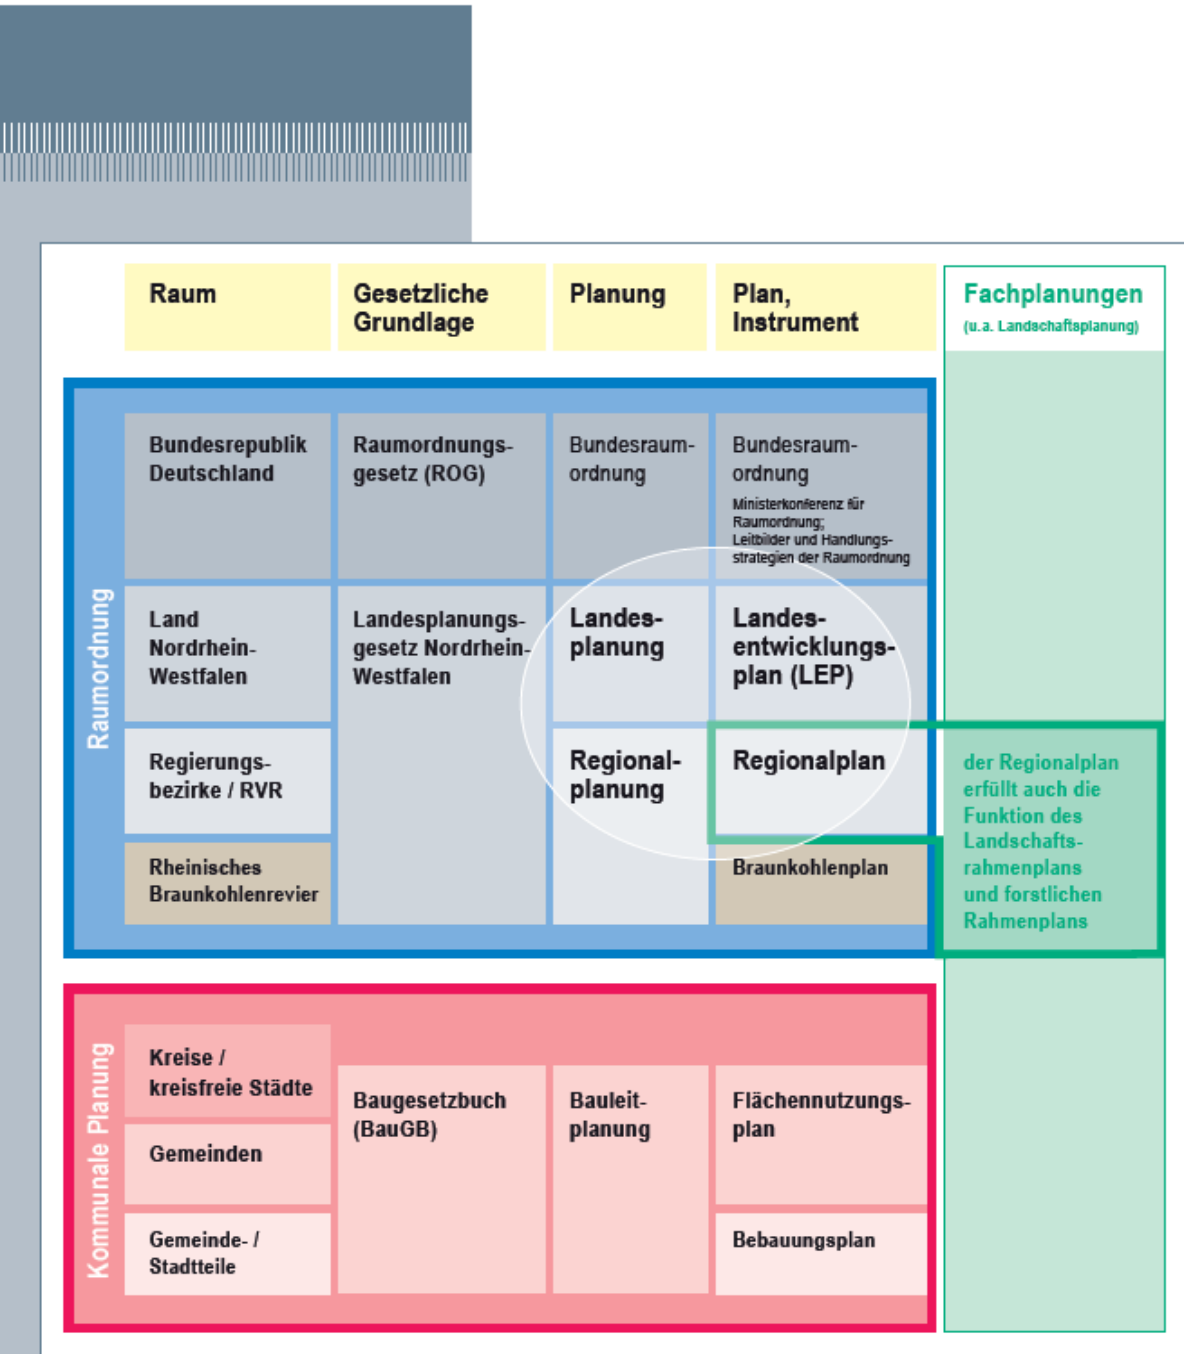 Raum
Gesetzliche
Grundlage
Planung
Plan,
Instrument
Fachplanungen
(u.a. Landschaftsplanung)
Raumordnung
Bundesrepublik
Deutschland
Raumordnungs-
gesetz (ROG)
Bundesraum-
ordnung
Bundesraum-
ordnung
Ministerkonferenz für
Raumordnung;
Leitbilder und Handlungs-
strategien der Raumordnung
Land
Nordrhein-
Westfalen
Landesplanungs-
gesetz Nordrhein-
Westfalen
Landes-
planung
Landes-
entwicklungs-
plan (LEP)
Regierungs-
bezirke / RVR
Regional-
planung
Regionalplan
der Regionalplan
erfüllt auch die
Funktion des
Landschafts-
rahmenplans
und forstlichen
Rahmenplans
Rheinisches
Braunkohlenrevier
Braunkohlenplan
Kommunale Planung
Kreise /
kreisfreie Städte
Gemeinden
Gemeinde- /
Stadtteile
Baugesetzbuch
(BauGB)
Bauleit-
planung
Flächennutzungs-
plan
Bebauungsplan